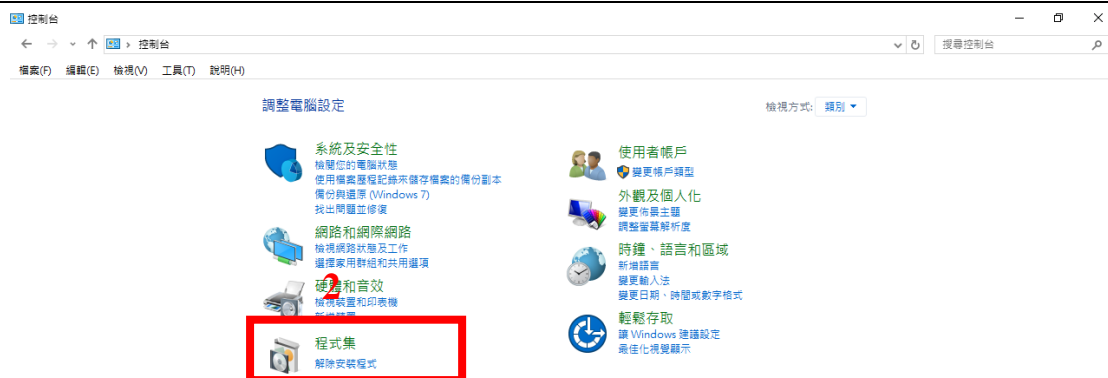 控制台
控制台
搜尋控制台
檔案(F) 編輯(E) 檢視(V) 工具(T) 說明(H)
調整電腦設定
檢視方式: 類別
系統及安全性
檢閱您的電腦狀態
使用檔案歷程記錄來儲存檔案的備份副本
備份與還原 (Windows 7)
找出問題並修復
網路和網際網路
檢視網路狀態及工作
選擇家用群組和共用選項
2
硬體和音效
檢視裝置和印表機
新增裝置
程式集
解除安裝程式
使用者帳戶
變更帳戶類型
外觀及個人化
變更佈景主題
調整螢幕解析度
時鐘、語言和區域
新增語言
變更輸入法
變更日期、時間或數字格式
輕鬆存取
讓 Windows 建議設定
最佳化視覺顯示